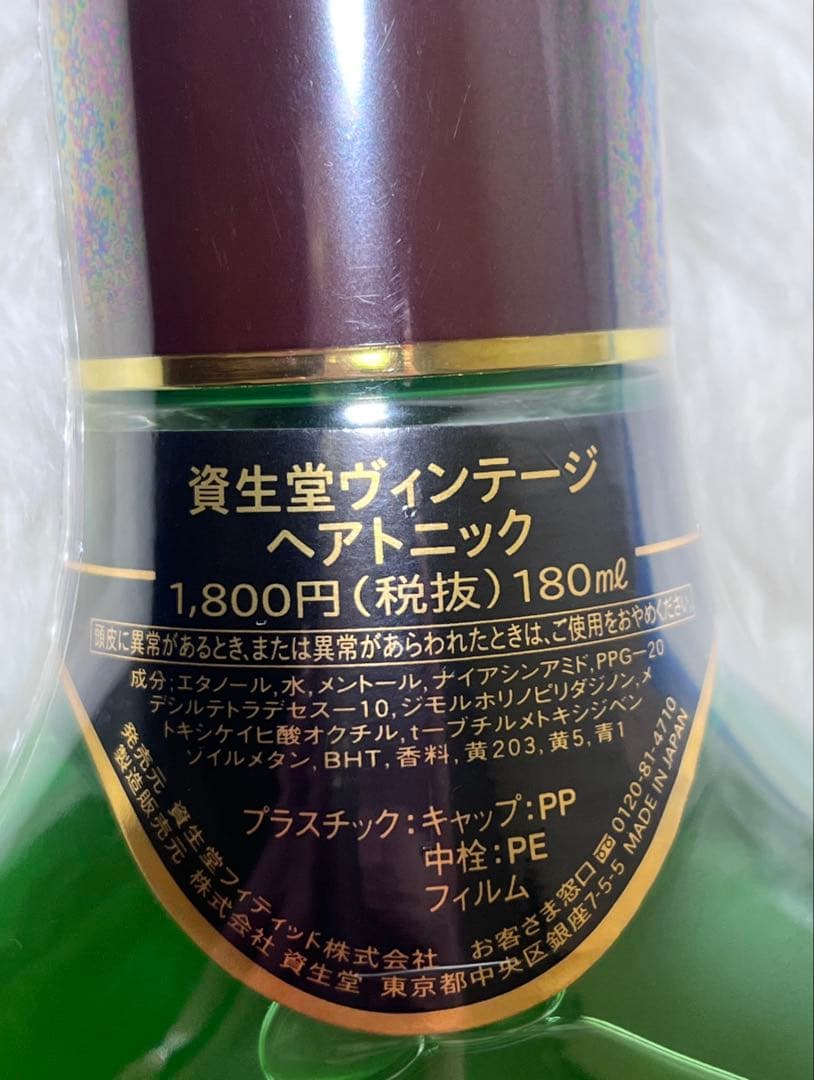 資生堂ヴィンテージ
ヘアトニック
1,800円（税抜）180mℓ
頭皮に異常があるとき、または異常があらわれたときは、ご使用をおやめください。
成分：エタノール，水，メントール，ナイアシンアミド，PPG－20
デシルテトラデセス－10，ジモルホリノピリダジノン，メ
トキシケイヒ酸オクチル，t－ブチルメトキシジベン
ゾイルメタン，BHT，香料，黄203，黄5，青1
プラスチック：キャップ：PP
中栓：PE
フィルム
発売元 資生堂フィティット株式会社 お客さま窓口 0120-81-4710
製造販売元 株式会社 資生堂 東京都中央区銀座7-5-5 MADE IN JAPAN